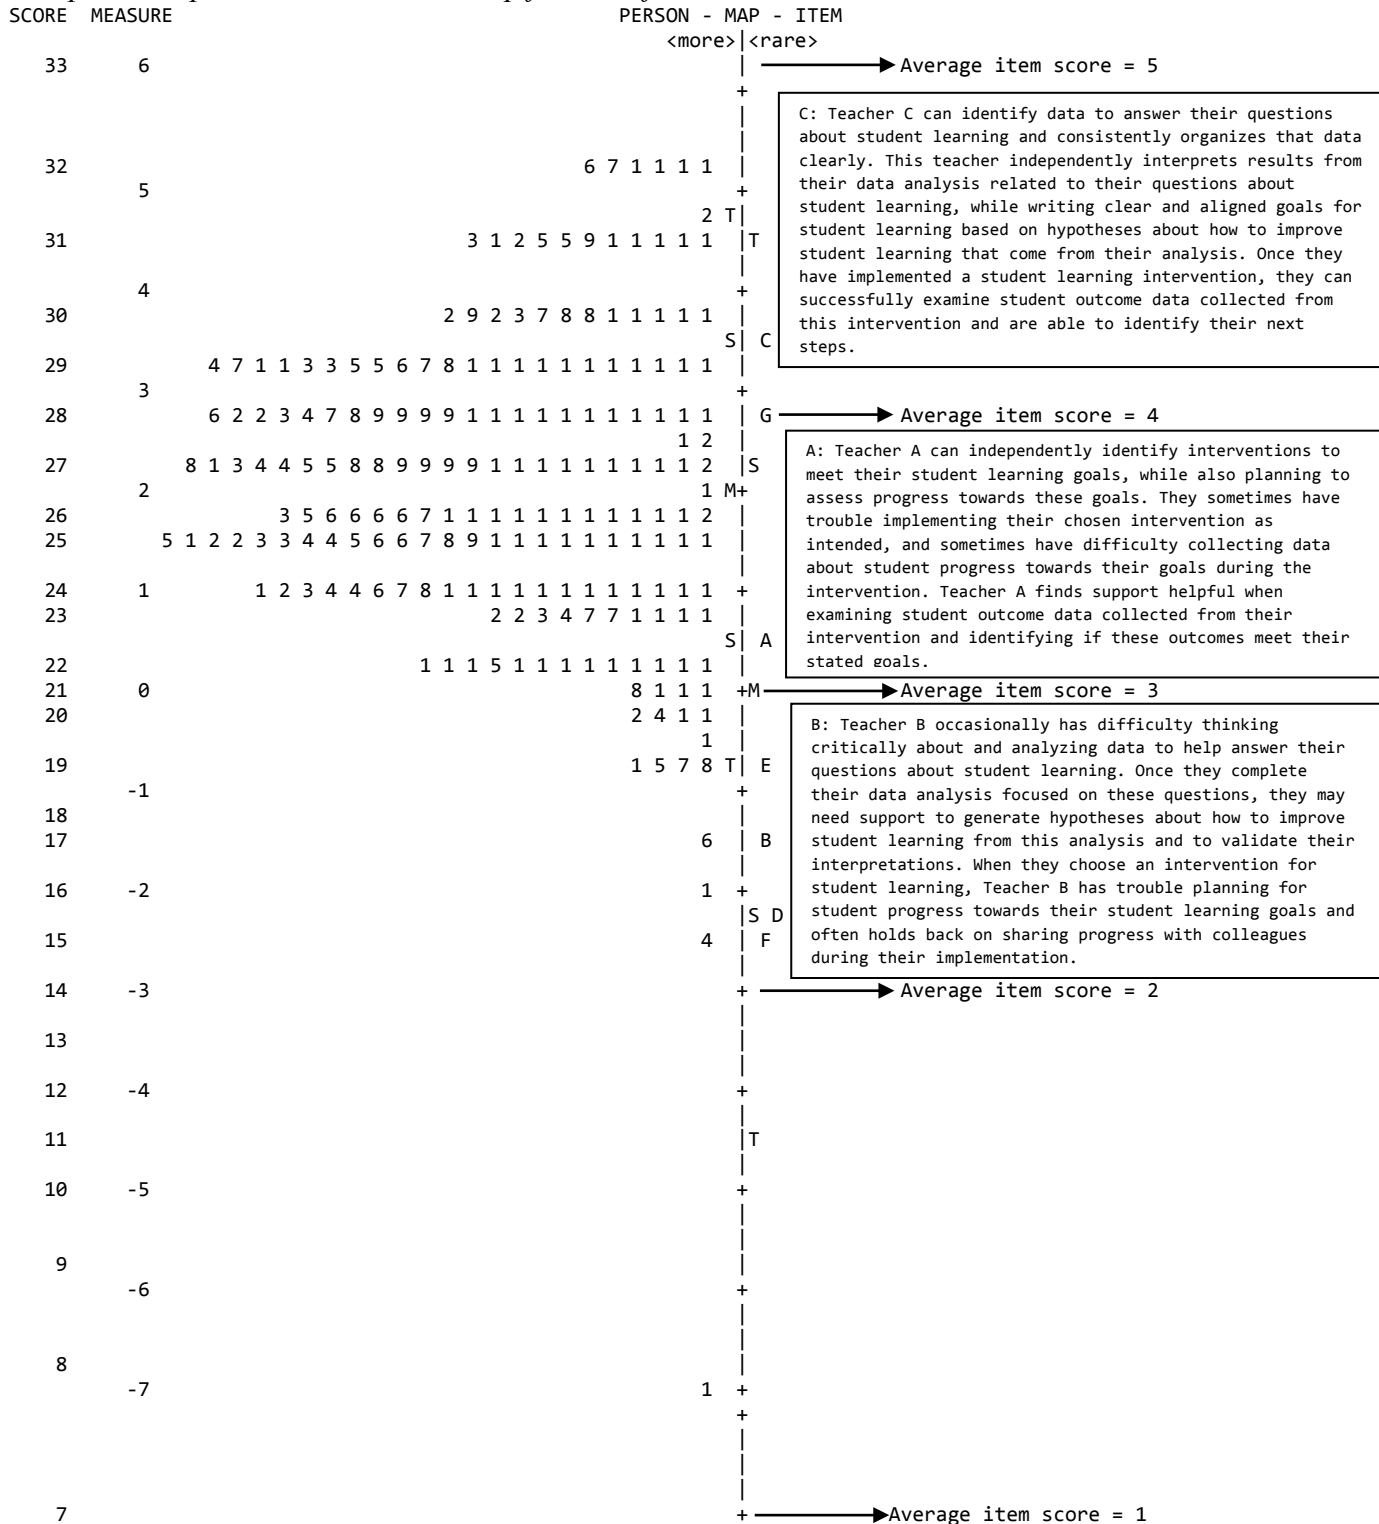 SCORE MEASURE PERSON - MAP - ITEM
<more>|<rare>
33 6 | Average item score = 5
+
|
|
32 6 7 1 1 1 1 |
5 +
2 T|
31 3 1 2 5 5 9 1 1 1 1 1 |T
|
4 +
30 2 9 2 3 7 8 8 1 1 1 1 1 |
S| C
29 4 7 1 1 3 3 5 5 6 7 8 1 1 1 1 1 1 1 1 1 1 1 |
3 +
28 6 2 2 3 4 7 8 9 9 9 9 1 1 1 1 1 1 1 1 1 1 1 | G Average item score = 4
1 2 |
27 8 1 3 4 4 5 5 8 8 9 9 9 9 1 1 1 1 1 1 1 1 1 2 |S
2 1 M+
26 3 5 6 6 6 6 7 1 1 1 1 1 1 1 1 1 1 1 2 |
25 5 1 2 2 3 3 4 4 5 6 6 7 8 9 1 1 1 1 1 1 1 1 1 1 |
|
24 1 1 2 3 4 4 6 7 8 1 1 1 1 1 1 1 1 1 1 1 1 +
23 2 2 3 4 7 7 1 1 1 1 |
S| A
22 1 1 1 5 1 1 1 1 1 1 1 1 1 |
21 0 8 1 1 1 +M Average item score = 3
20 2 4 1 1 |
1 |
19 1 5 7 8 T| E
-1 +
18 |
17 6 | B
|
16 -2 1 +
|S D
15 4 | F
|
14 -3 + Average item score = 2
|
13 |
|
12 -4 +
|
11 |T
|
10 -5 +
|
|
9 |
-6 +
|
|
8 |
-7 1 +
+
|
|
|
7 + Average item score = 1
C: Teacher C can identify data to answer their questions
about student learning and consistently organizes that data
clearly. This teacher independently interprets results from
their data analysis related to their questions about
student learning, while writing clear and aligned goals for
student learning based on hypotheses about how to improve
student learning that come from their analysis. Once they
have implemented a student learning intervention, they can
successfully examine student outcome data collected from
this intervention and are able to identify their next
steps.
A: Teacher A can independently identify interventions to
meet their student learning goals, while also planning to
assess progress towards these goals. They sometimes have
trouble implementing their chosen intervention as
intended, and sometimes have difficulty collecting data
about student progress towards their goals during the
intervention. Teacher A finds support helpful when
examining student outcome data collected from their
intervention and identifying if these outcomes meet their
stated goals.
B: Teacher B occasionally has difficulty thinking
critically about and analyzing data to help answer their
questions about student learning. Once they complete
their data analysis focused on these questions, they may
need support to generate hypotheses about how to improve
student learning from this analysis and to validate their
interpretations. When they choose an intervention for
student learning, Teacher B has trouble planning for
student progress towards their student learning goals and
often holds back on sharing progress with colleagues
during their implementation.